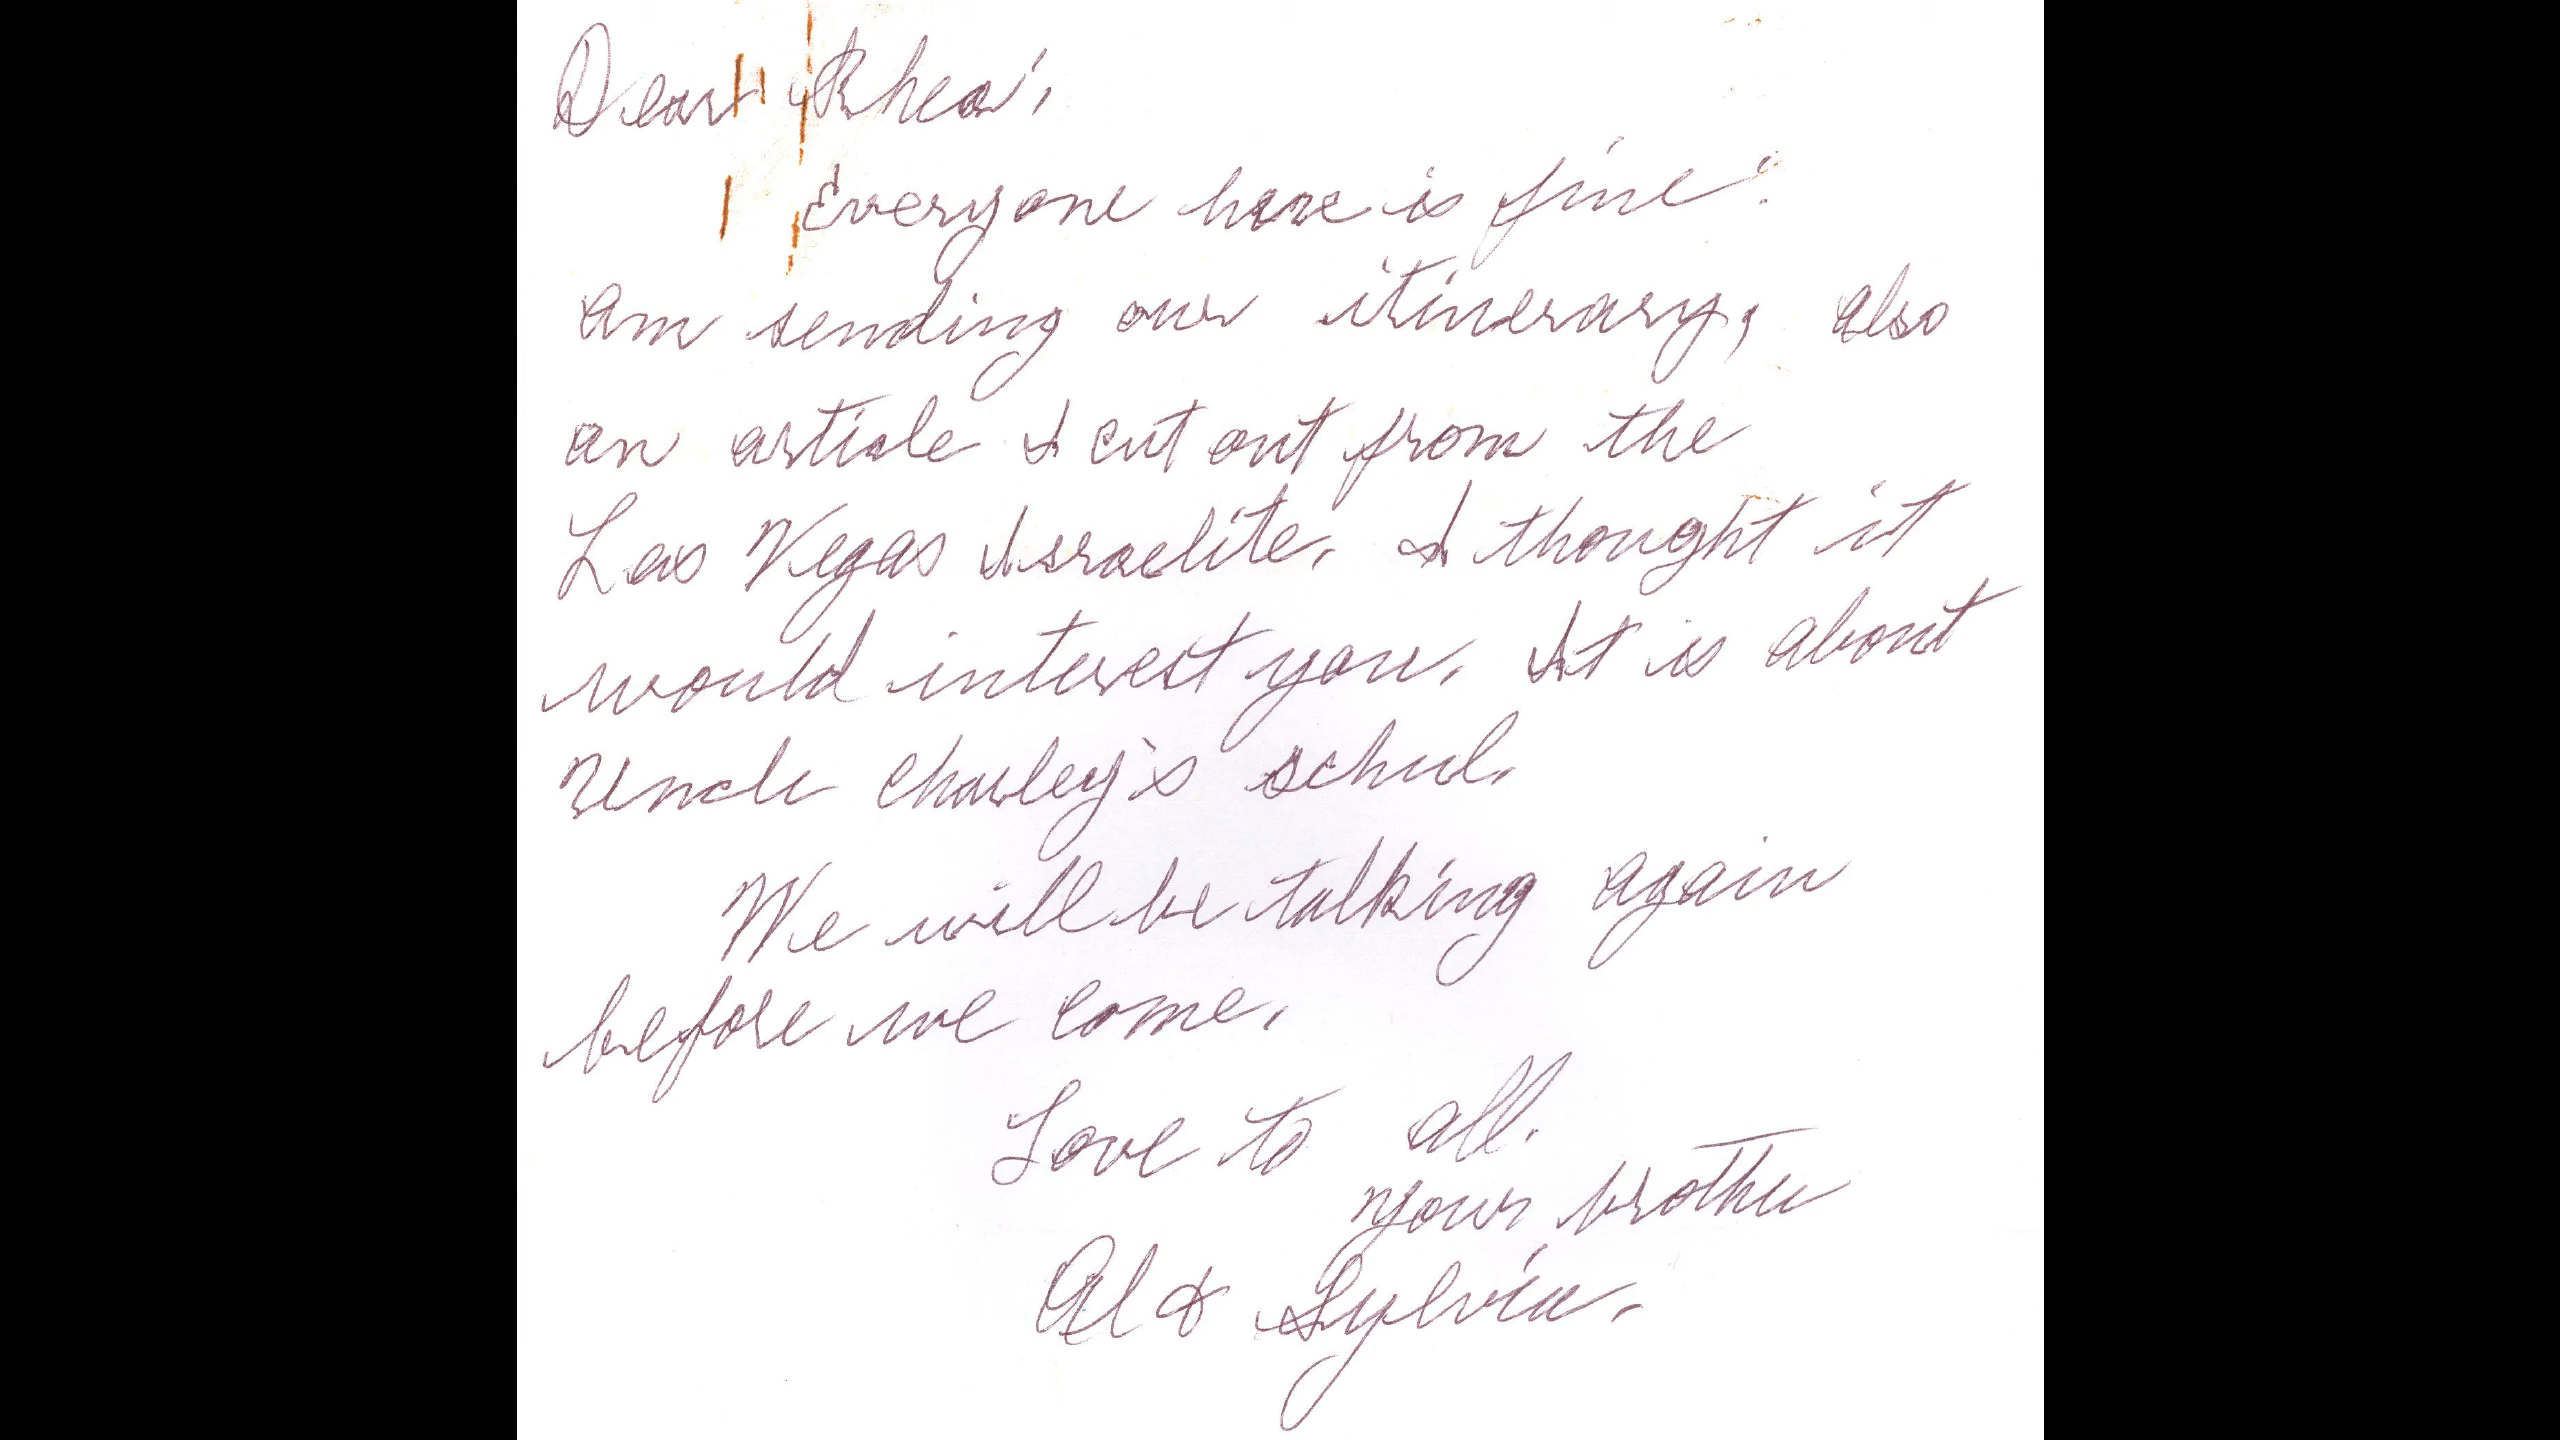 Dear Rhea,
Everyone here is fine.
am sending our itinerary, also
an article I cut out from the
Las Vegas Israelite. I thought it
would interest you. It is about
Uncle Charley's schul.
We will be talking again
before we come.
Love to all.
your brother
Al & Sylvia.